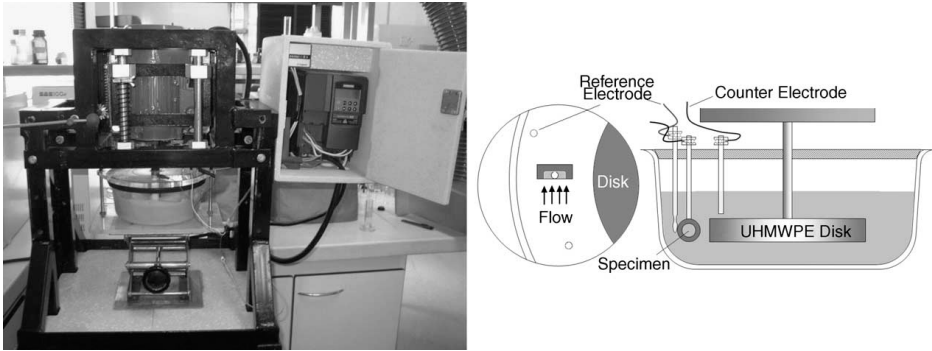 Reference
Electrode
Counter Electrode
Disk
Flow
UHMWPE Disk
Specimen